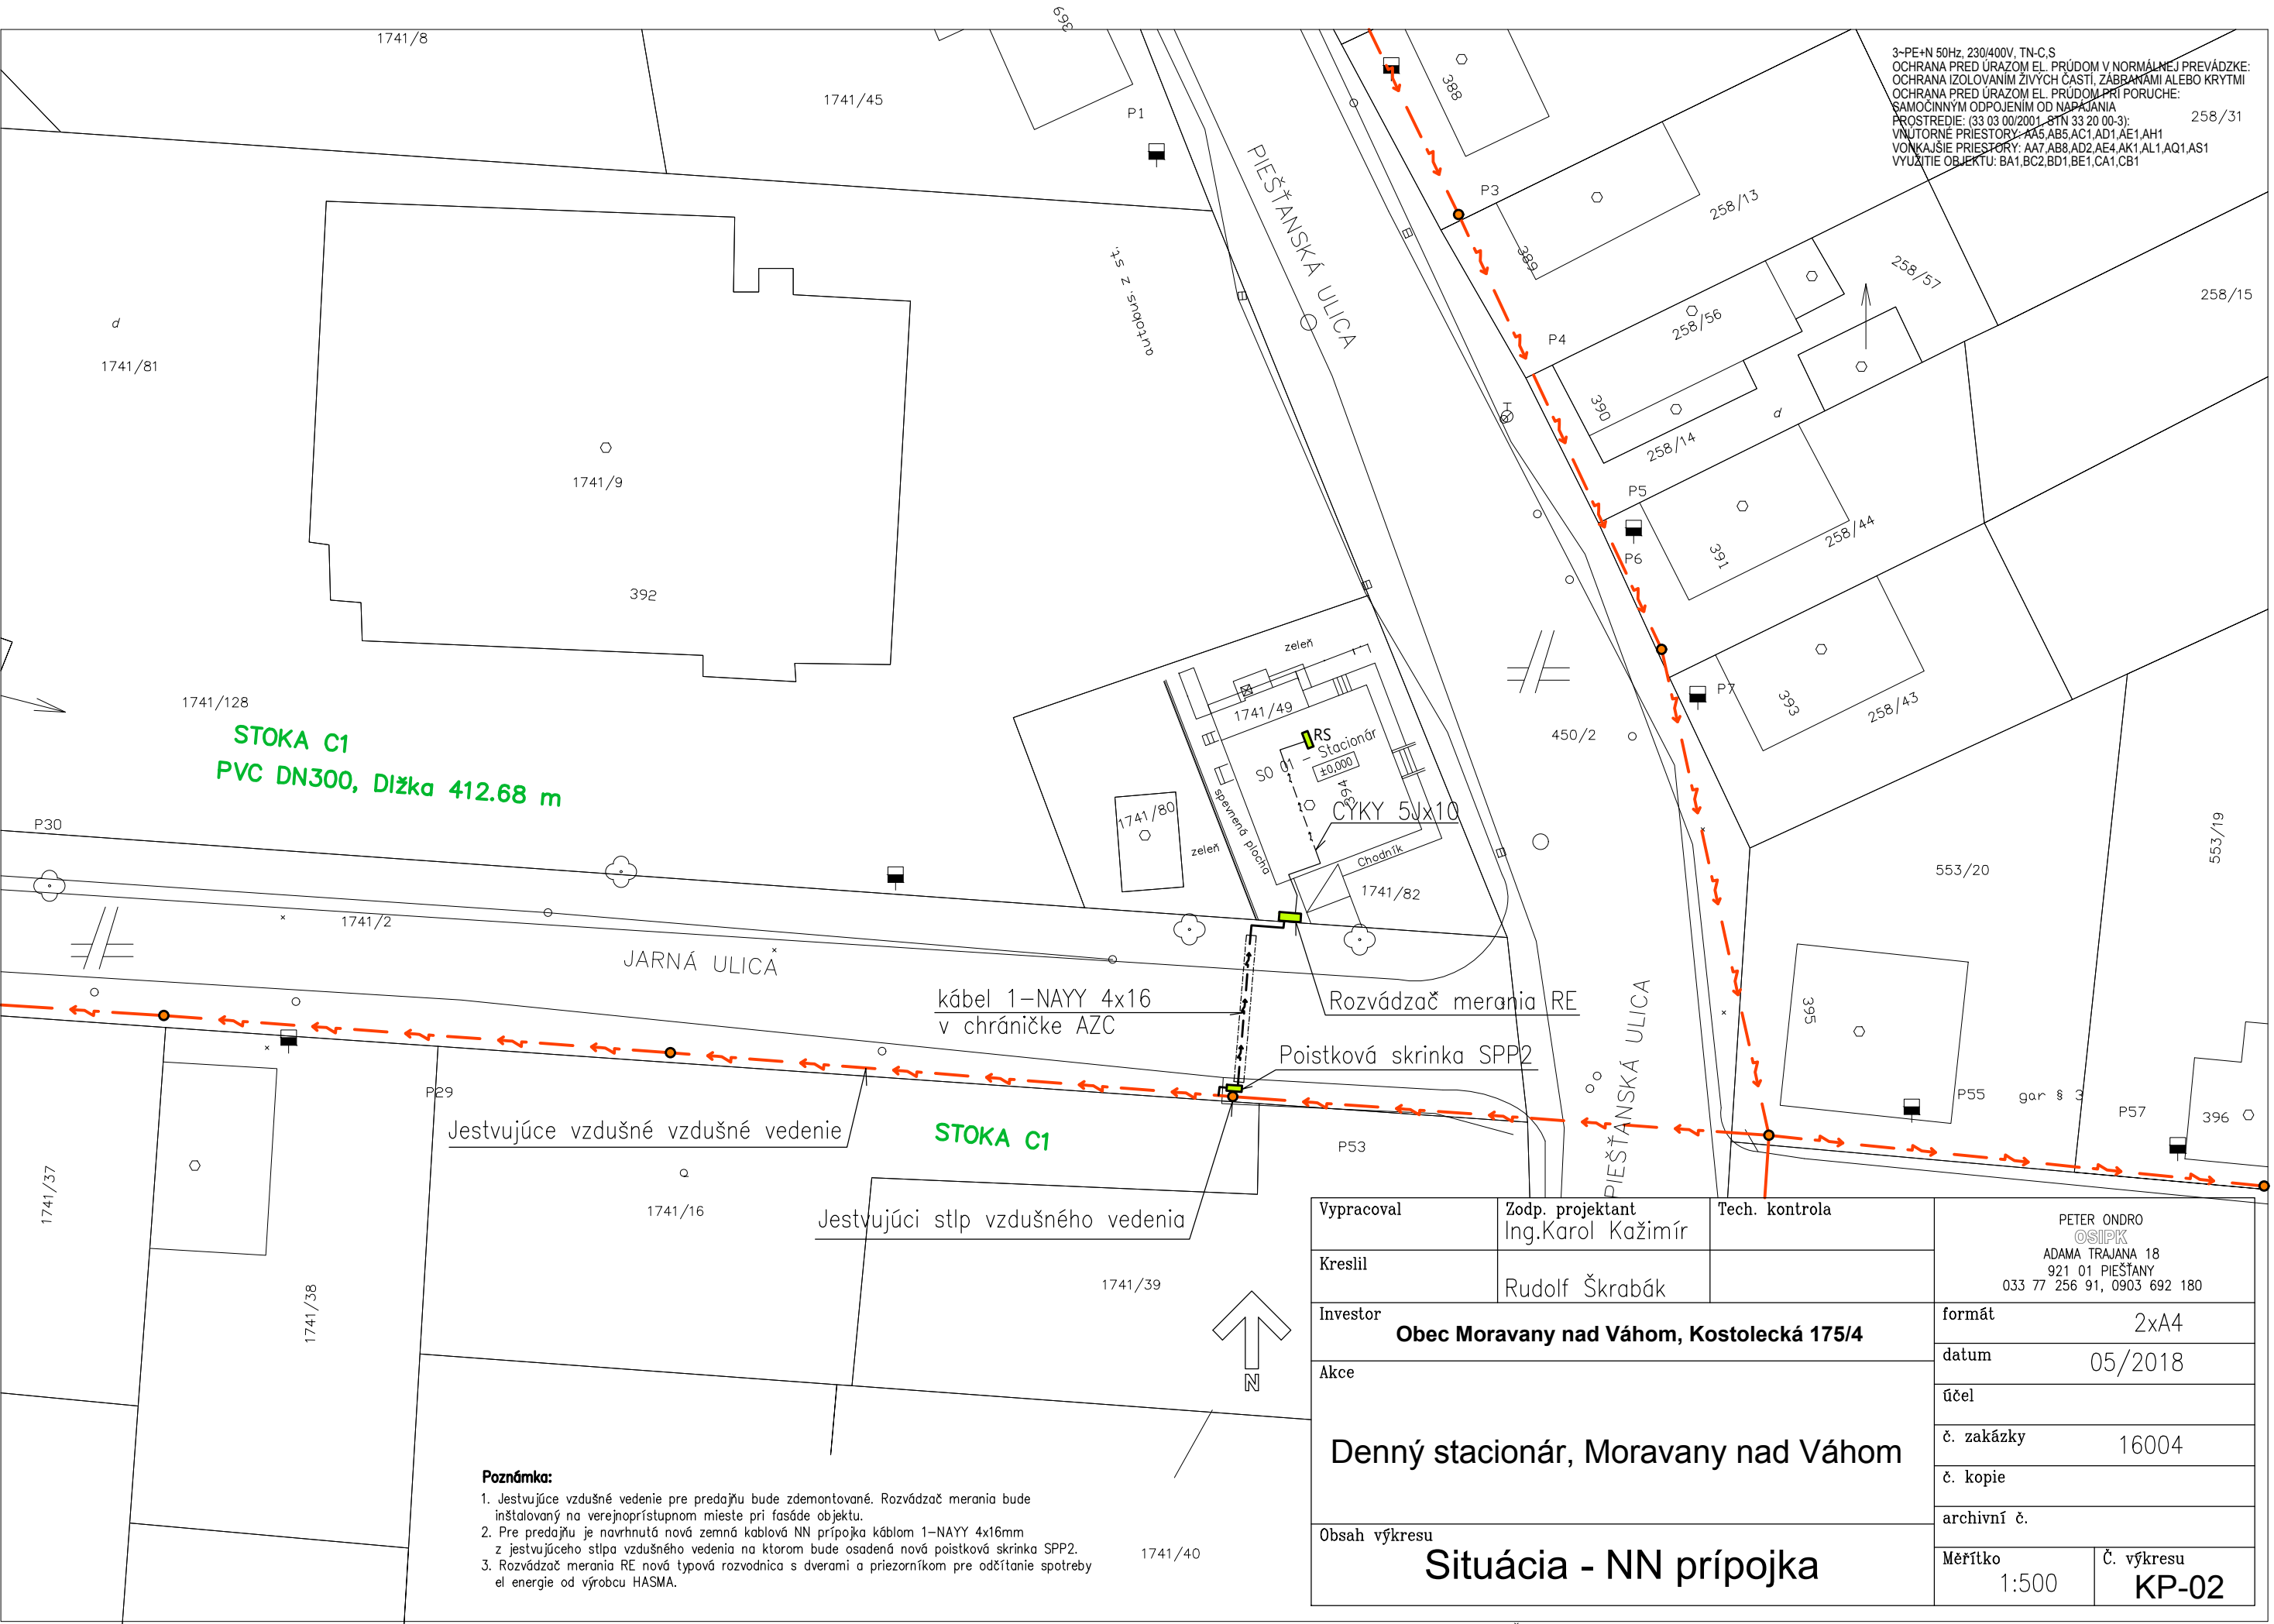 369
1741/8
1741/45
P1
388
3~PE+N 50Hz, 230/400V, TN-C,S
OCHRANA PRED ÚRAZOM EL. PRÚDOM V NORMÁLNEJ PREVÁDZKE:
OCHRANA IZOLOVANÍM ŽIVÝCH ČASTÍ, ZÁBRANAMI ALEBO KRYTMI
OCHRANA PRED ÚRAZOM EL. PRÚDOM PRI PORUCHE:
SAMOČINNÝM ODPOJENÍM OD NAPÁJANIA
PROSTREDIE: (33 03 00/2001, STN 33 20 00-3):
VNÚTORNÉ PRIESTORY: AA5,AB5,AC1,AD1,AE1,AH1
VONKAJŠIE PRIESTORY: AA7,AB8,AD2,AE4,AK1,AL1,AQ1,AS1
VYUŽITIE OBJEKTU: BA1,BC2,BD1,BE1,CA1,CB1
258/31
PIEŠŤANSKÁ ULICA
P3
258/13
389
258/57
258/15
autobus. z st.
258/56
P4
d
1741/81
390
258/14
d
1741/9
P5
P6
391
258/44
392
zeleň
1741/128
1741/49
P7
393
258/43
450/2
STOKA C1
PVC DN300, Dlžka 412.68 m
RS
SO 01 - Stacionár
±0,000
394
CYKY 5Jx10
spevnená plocha
1741/80
zeleň
Chodník
1741/82
P30
553/20
553/19
1741/2
JARNÁ ULICA
kábel 1-NAYY 4x16
v chráničke AZC
Rozvádzač merania RE
Poistková skrinka SPP2
PIEŠŤANSKÁ ULICA
395
P29
P55
gar § 3
P57
396
Jestvujúce vzdušné vzdušné vedenie
STOKA C1
P53
1741/37
1741/16
Jestvujúci stlp vzdušného vedenia
1741/38
1741/39
N
1741/40
Poznámka:
1. Jestvujúce vzdušné vedenie pre predajňu bude zdemontované. Rozvádzač merania bude
inštalovaný na verejnoprístupnom mieste pri fasáde objektu.
2. Pre predajňu je navrhnutá nová zemná kablová NN prípojka káblom 1-NAYY 4x16mm
z jestvujúceho stlpa vzdušného vedenia na ktorom bude osadená nová poistková skrinka SPP2.
3. Rozvádzač merania RE nová typová rozvodnica s dverami a priezorníkom pre odčítanie spotreby
el energie od výrobcu HASMA.
Vypracoval
Zodp. projektant
Ing.Karol Kažimír
Tech. kontrola
Kreslil
Rudolf Škrabák
PETER ONDRO
OSIPK
ADAMA TRAJANA 18
921 01 PIEŠŤANY
033 77 256 91, 0903 692 180
Investor
Obec Moravany nad Váhom, Kostolecká 175/4
formát 2xA4
datum 05/2018
Akce
Denný stacionár, Moravany nad Váhom
účel
č. zakázky 16004
č. kopie
archivní č.
Obsah výkresu
Situácia - NN prípojka
Měřítko
1:500
Č. výkresu
KP-02